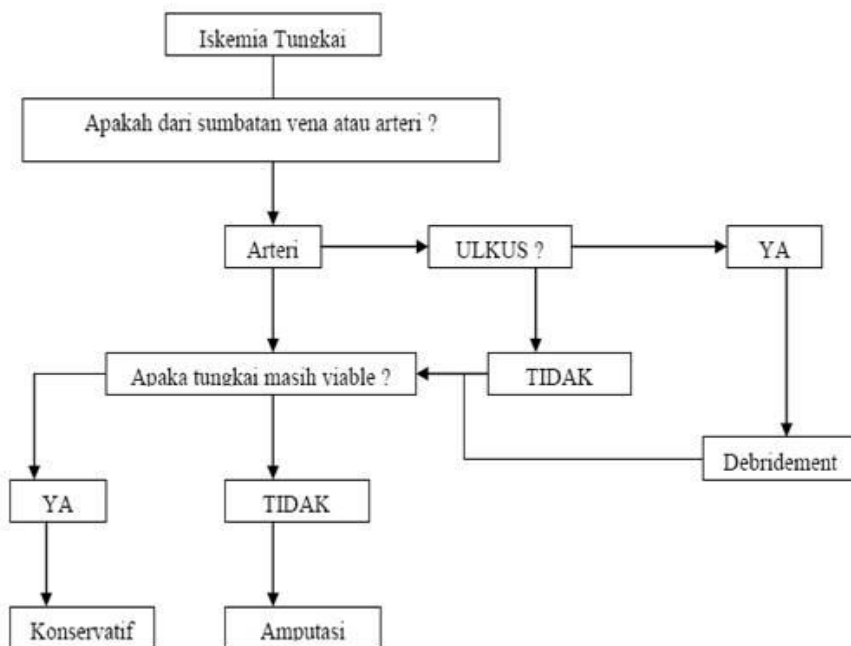 Iskemia Tungkai
Apakah dari sumbatan vena atau arteri ?
Arteri
ULKUS ?
YA
Apaka tungkai masih viable ?
TIDAK
Debridement
YA
TIDAK
Konservatif
Amputasi